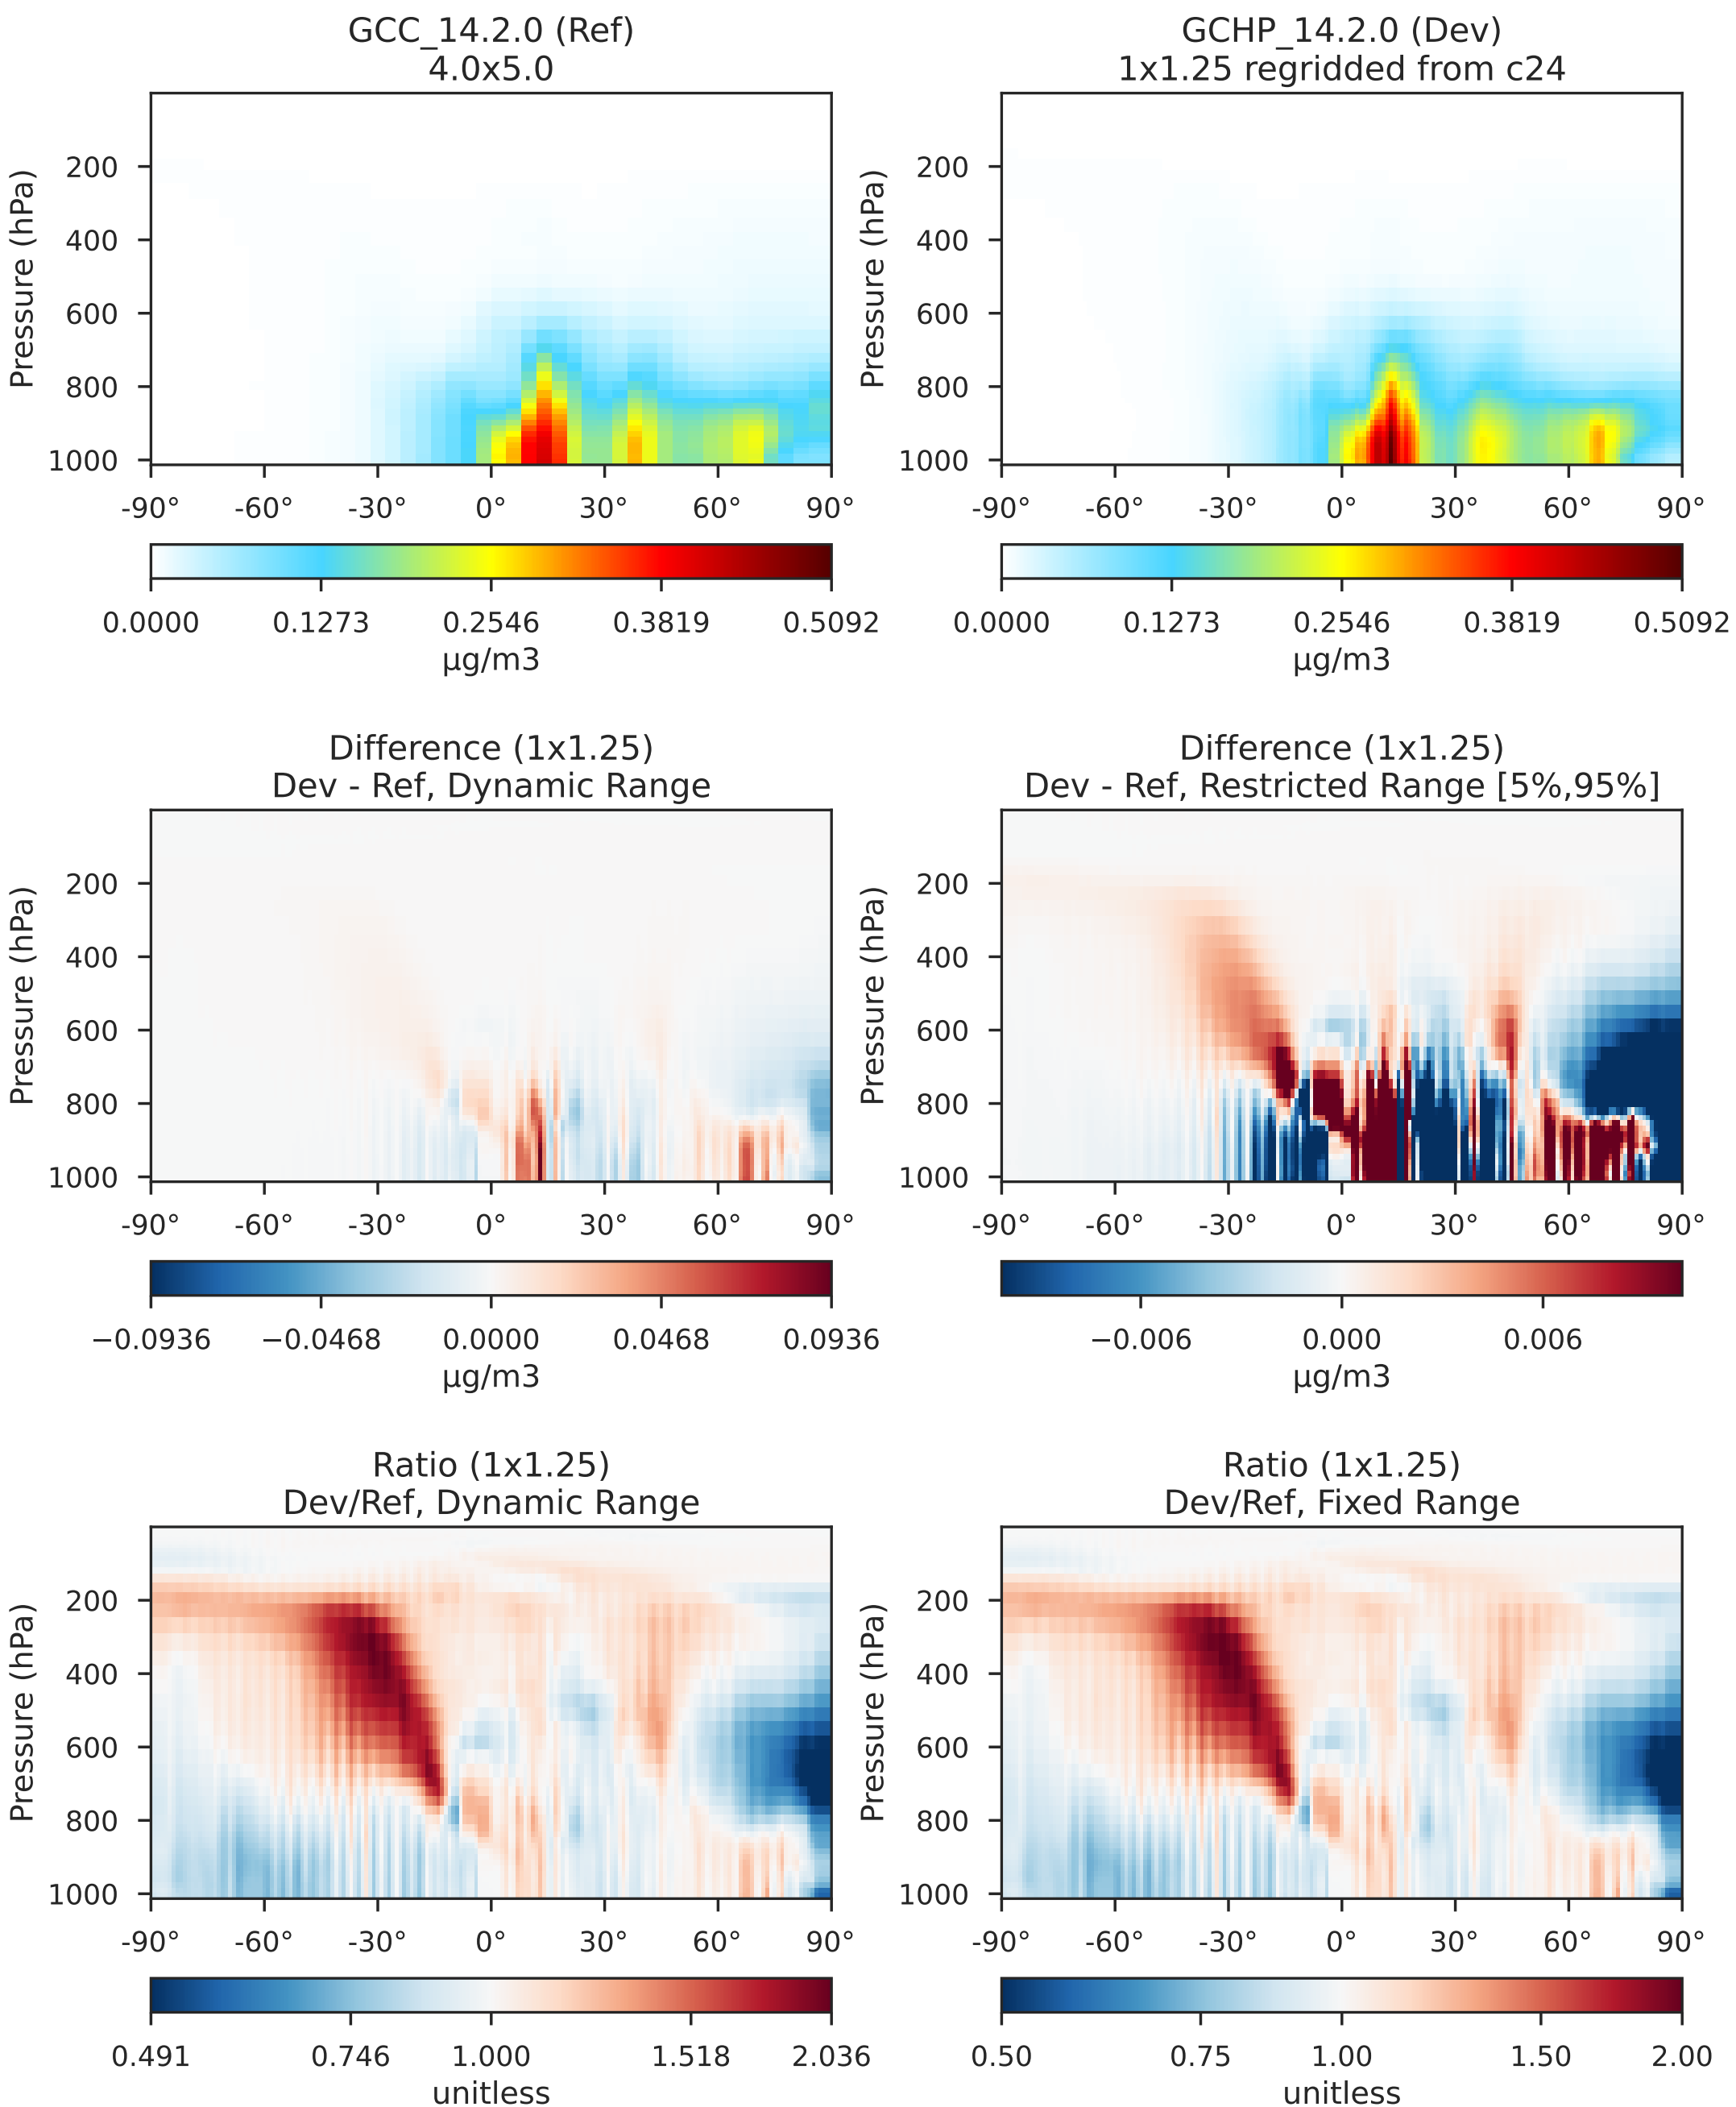 GCC_14.2.0 (Ref)
4.0x5.0
Pressure (hPa)
200
400
600
800
1000
-90° -60° -30° 0° 30° 60° 90°
0.0000 0.1273 0.2546 0.3819 0.5092
µg/m3
GCHP_14.2.0 (Dev)
1x1.25 regridded from c24
Pressure (hPa)
200
400
600
800
1000
-90° -60° -30° 0° 30° 60° 90°
0.0000 0.1273 0.2546 0.3819 0.5092
µg/m3
Difference (1x1.25)
Dev - Ref, Dynamic Range
Pressure (hPa)
200
400
600
800
1000
-90° -60° -30° 0° 30° 60° 90°
−0.0936 −0.0468 0.0000 0.0468 0.0936
µg/m3
Difference (1x1.25)
Dev - Ref, Restricted Range [5%,95%]
Pressure (hPa)
200
400
600
800
1000
-90° -60° -30° 0° 30° 60° 90°
−0.006 0.000 0.006
µg/m3
Ratio (1x1.25)
Dev/Ref, Dynamic Range
Pressure (hPa)
200
400
600
800
1000
-90° -60° -30° 0° 30° 60° 90°
0.491 0.746 1.000 1.518 2.036
unitless
Ratio (1x1.25)
Dev/Ref, Fixed Range
Pressure (hPa)
200
400
600
800
1000
-90° -60° -30° 0° 30° 60° 90°
0.50 0.75 1.00 1.50 2.00
unitless